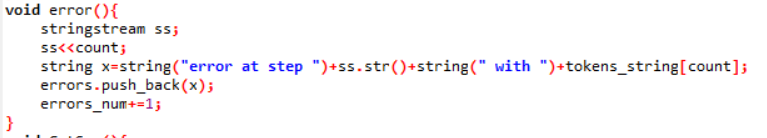 void error(){
    stringstream ss;
    ss<<count;
    string x=string("error at step ")+ss.str()+string(" with ")+tokens_string[count];
    errors.push_back(x);
    errors_num+=1;
}